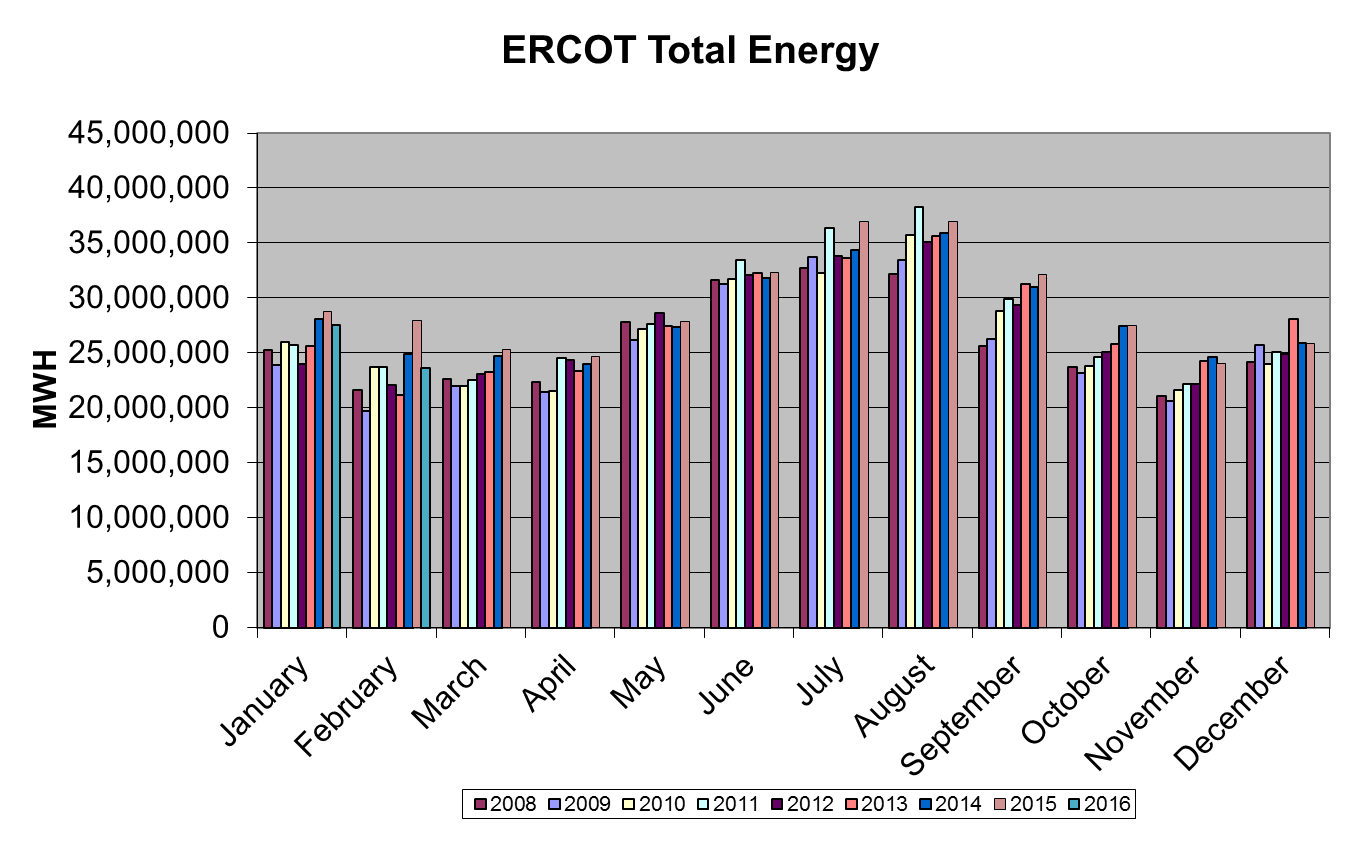 ERCOT Total Energy
45,000,000
40,000,000
35,000,000
30,000,000
25,000,000
20,000,000
15,000,000
10,000,000
5,000,000
0
MWH
January
February
March
April
May
June
July
August
September
October
November
December
2008 2009 2010 2011 2012 2013 2014 2015 2016